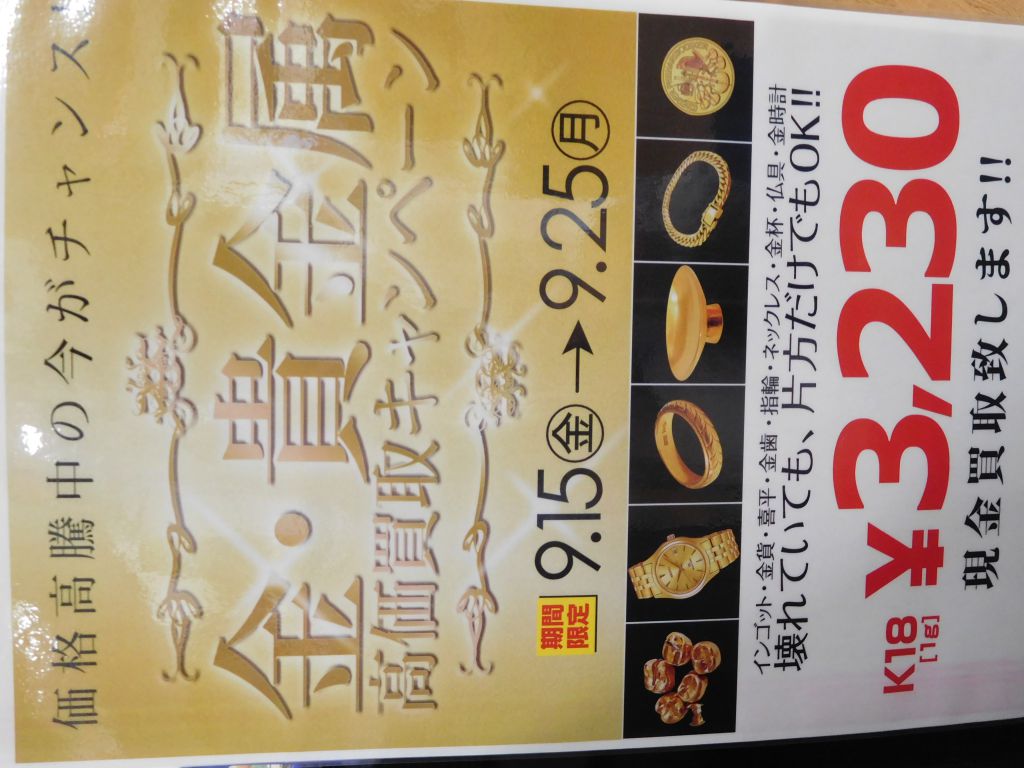 価格高騰中の今がチャンス
金・貴金属
高価買取キャンペーン
期間
限定
9.15金→9.25月
インゴット・金貨・喜平・金歯・指輪・ネックレス・金杯・仏具・金時計
壊れていても、片方だけでもOK!!
K18
[1g]
¥3,230
現金買取致します!!